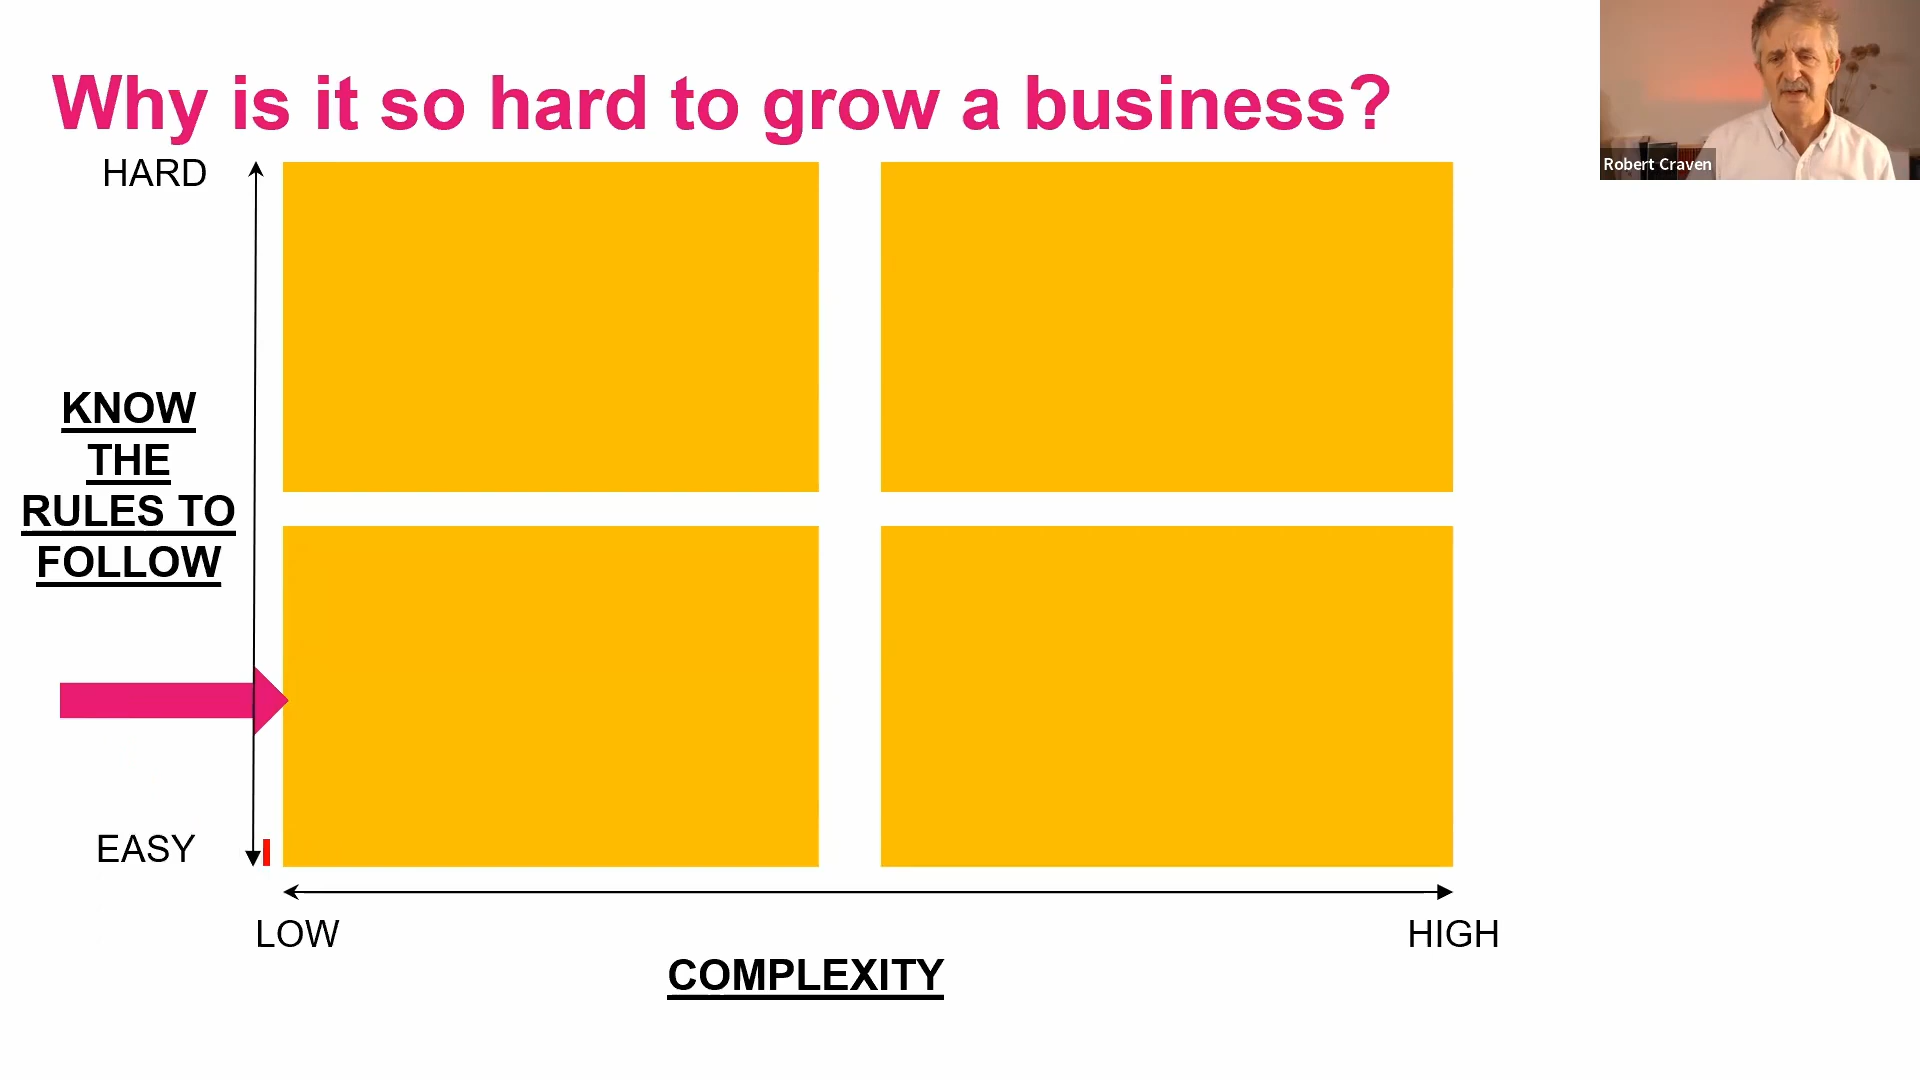 Why is it so hard to grow a business?
Robert Craven
HARD
KNOW
THE
RULES TO
FOLLOW
EASY
LOW
HIGH
COMPLEXITY